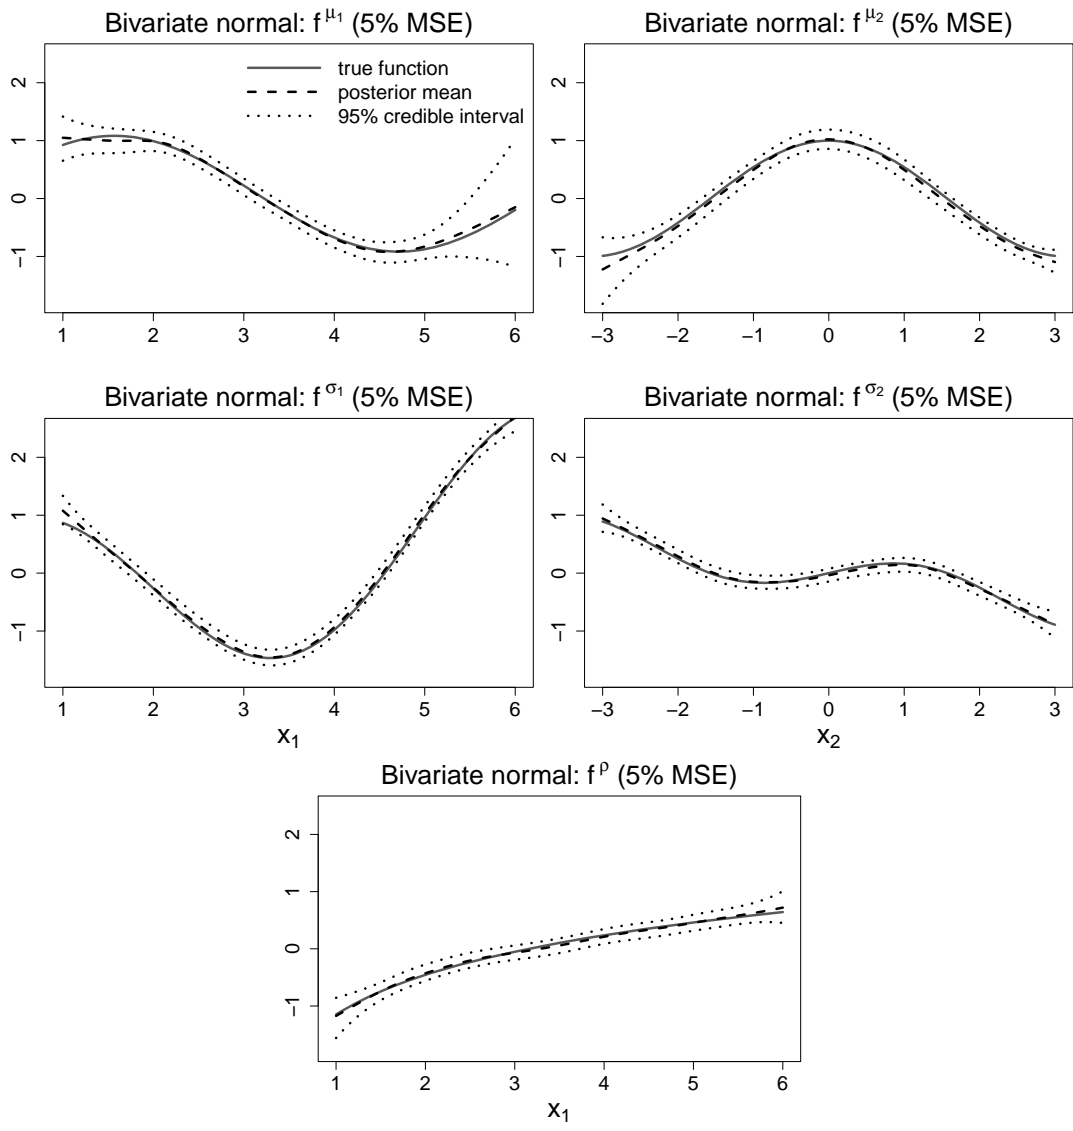 Bivariate normal: f^μ₁ (5% MSE)
true function
posterior mean
95% credible interval
2
1
0
−1
1 2 3 4 5 6
Bivariate normal: f^μ₂ (5% MSE)
2
1
0
−1
−3 −2 −1 0 1 2 3
Bivariate normal: f^σ₁ (5% MSE)
2
1
0
−1
1 2 3 4 5 6
x₁
Bivariate normal: f^σ₂ (5% MSE)
2
1
0
−1
−3 −2 −1 0 1 2 3
x₂
Bivariate normal: f^ρ (5% MSE)
2
1
0
−1
1 2 3 4 5 6
x₁